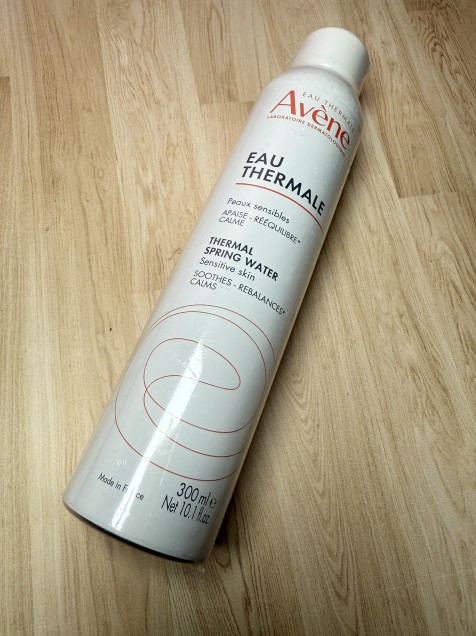 EAU THERMALE
Avène
LABORATOIRE DERMATOLOGIQUE
EAU
THERMALE
Peaux sensibles
APAISE - RÉÉQUILIBRE*
CALME
THERMAL
SPRING WATER
Sensitive skin
SOOTHES - REBALANCES*
CALMS
Made in France
300 ml ℮
Net 10.1 fl.oz.